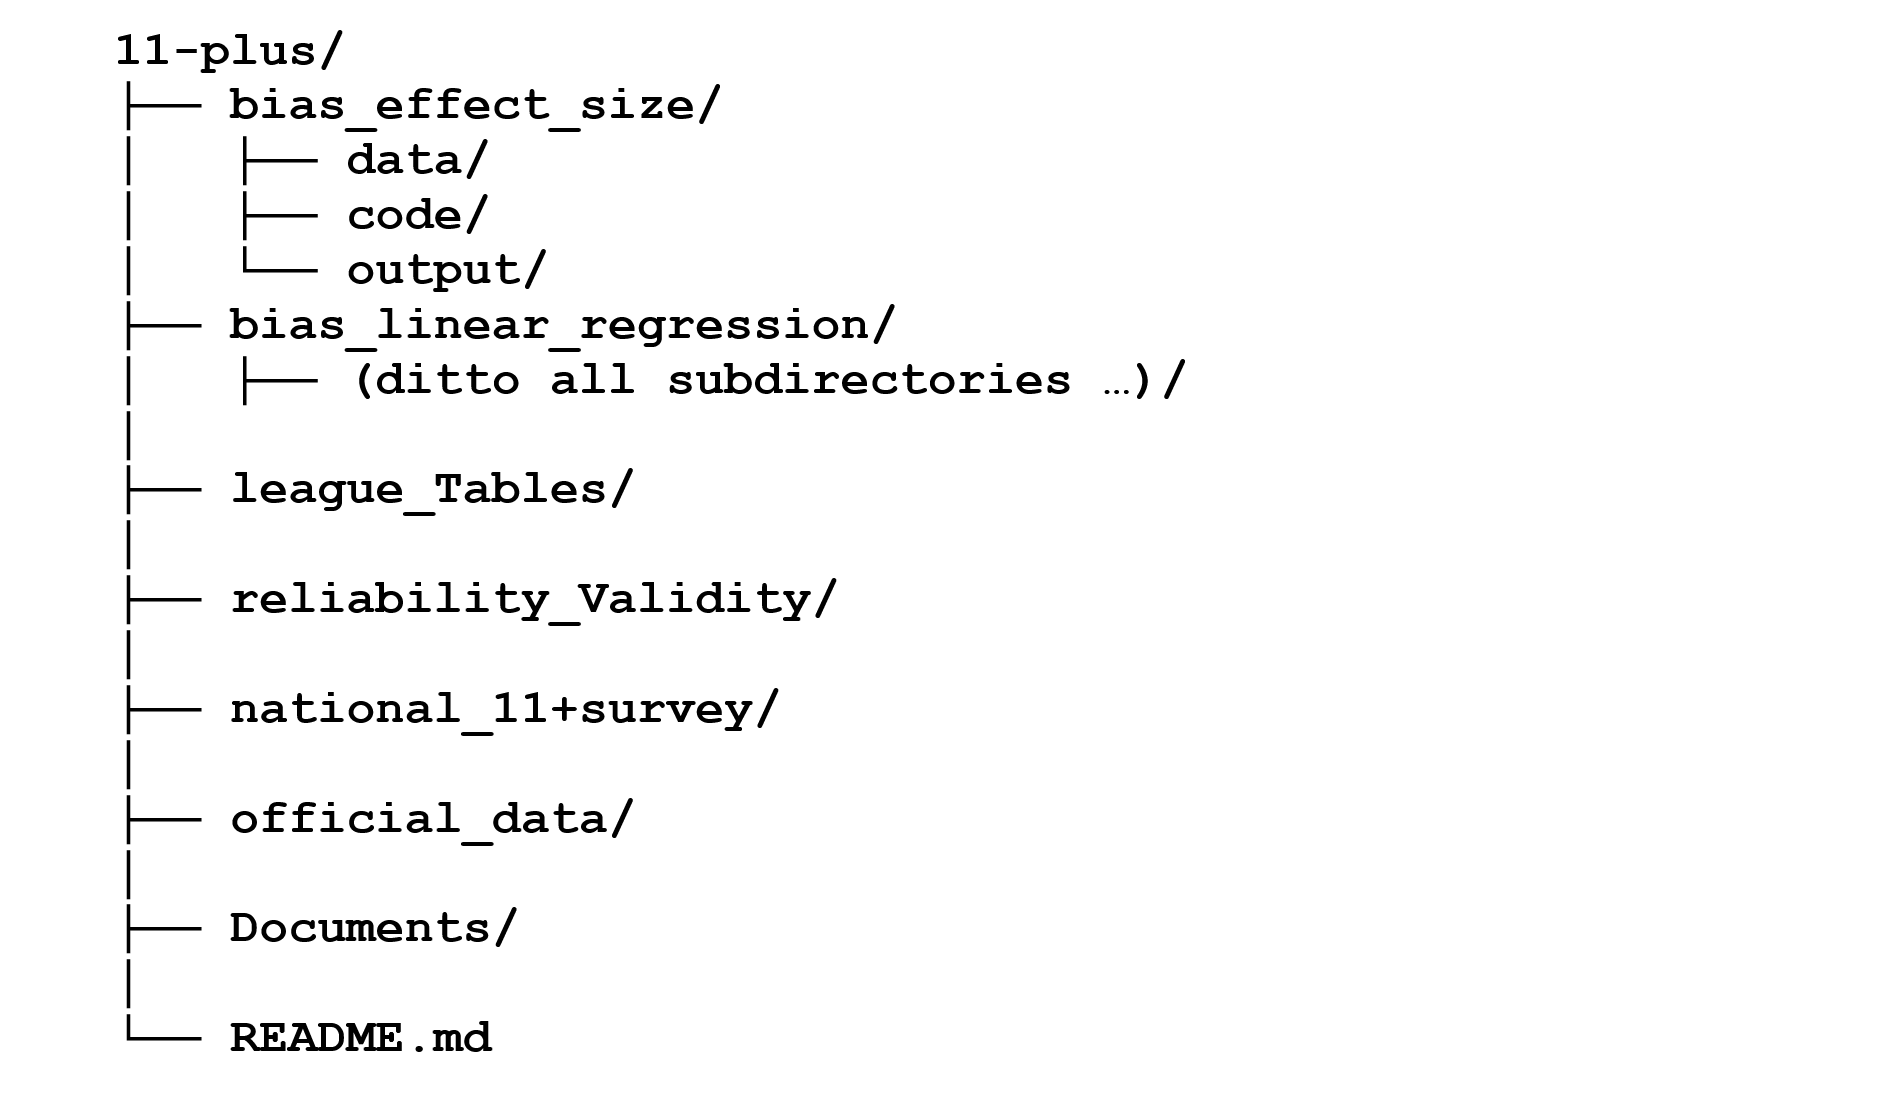 11-plus/
├── bias_effect_size/
│   ├── data/
│   ├── code/
│   └── output/
├── bias_linear_regression/
│   ├── (ditto all subdirectories …)/
│
├── league_Tables/
│
├── reliability_Validity/
│
├── national_11+survey/
│
├── official_data/
│
├── Documents/
│
└── README.md